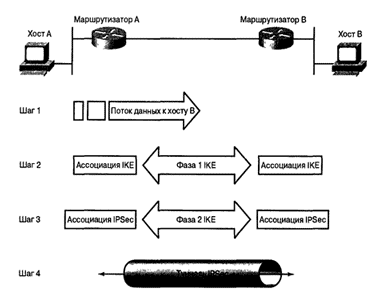 Маршрутизатор А
Маршрутизатор В
Хост А
Хост В
Шаг 1
Поток данных к хосту В
Шаг 2
Ассоциация IKE
Фаза 1 IKE
Ассоциация IKE
Шаг 3
Ассоциация IPSec
Фаза 2 IKE
Ассоциация IPSec
Шаг 4